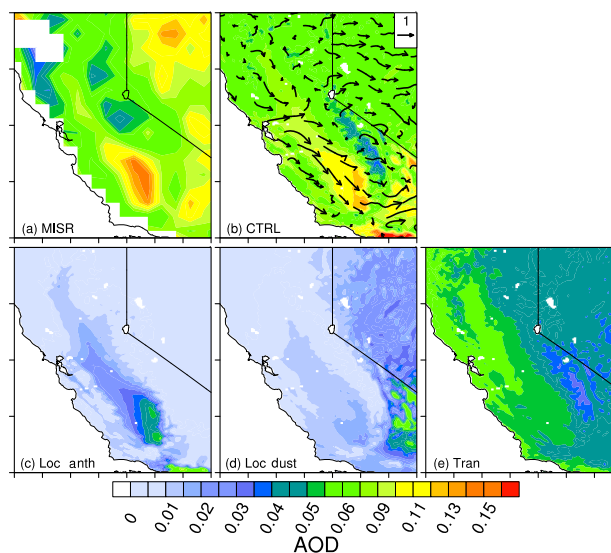 1
(a) MISR
(b) CTRL
(c) Loc anth
(d) Loc dust
(e) Tran
0
0.01
0.02
0.03
0.04
0.05
0.06
0.09
0.11
0.13
0.15
AOD